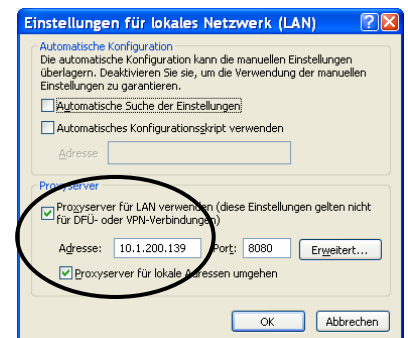 Einstellungen für lokales Netzwerk (LAN)
Automatische Konfiguration
Die automatische Konfiguration kann die manuellen Einstellungen
überlagern. Deaktivieren Sie sie, um die Verwendung der manuellen
Einstellungen zu garantieren.
Automatische Suche der Einstellungen
Automatisches Konfigurationsskript verwenden
Adresse
Proxyserver
Proxyserver für LAN verwenden (diese Einstellungen gelten nicht
für DFÜ- oder VPN-Verbindungen)
Adresse: 10.1.200.139 Port: 8080 Erweitert...
Proxyserver für lokale Adressen umgehen
OK Abbrechen